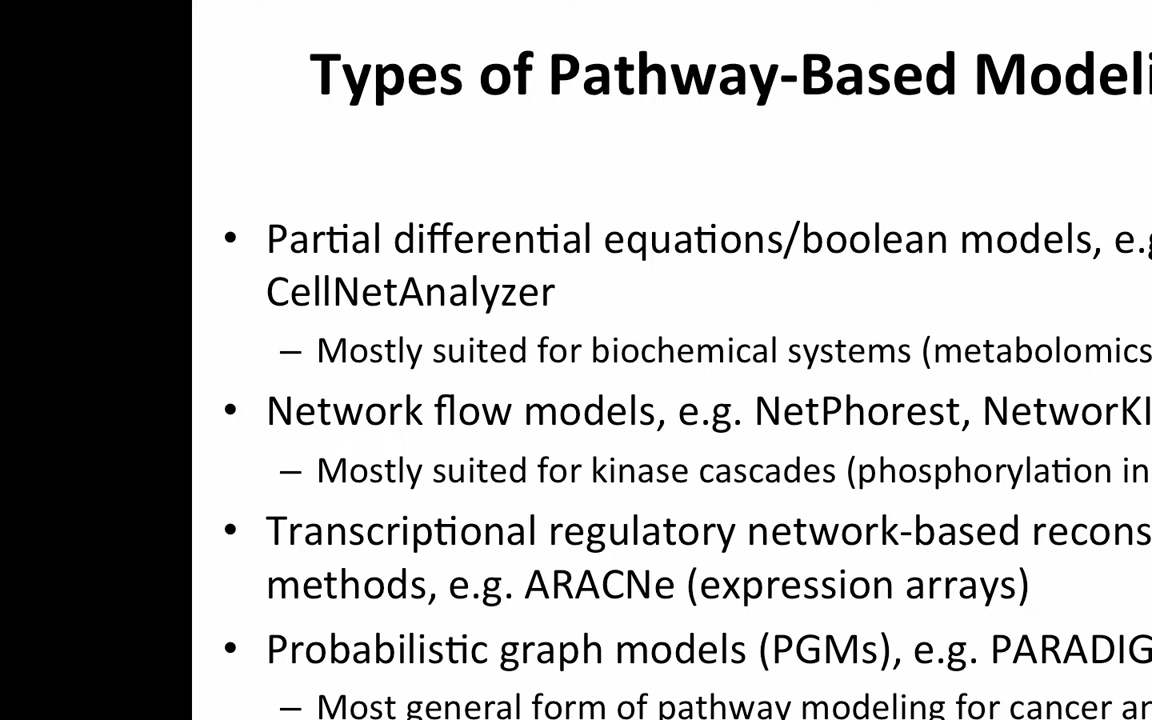 Types of Pathway-Based Modeli
• Partial differential equations/boolean models, e.g
CellNetAnalyzer
– Mostly suited for biochemical systems (metabolomics
• Network flow models, e.g. NetPhorest, NetworKI
– Mostly suited for kinase cascades (phosphorylation in
• Transcriptional regulatory network-based recons
methods, e.g. ARACNe (expression arrays)
• Probabilistic graph models (PGMs), e.g. PARADIG
– Most general form of pathway modeling for cancer an